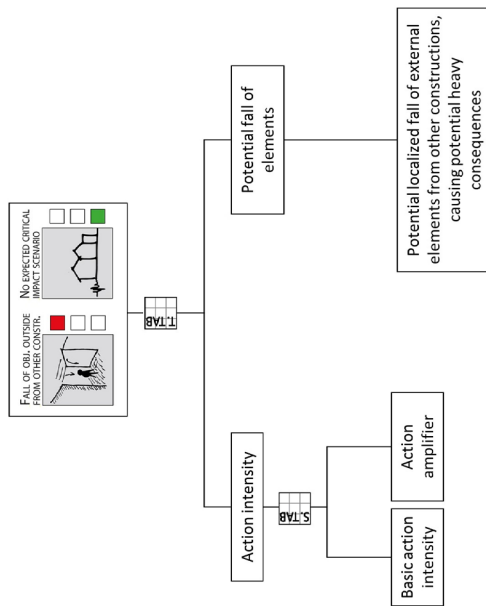 FALL OF OBJ. OUTSIDE
FROM OTHER CONSTR.
NO EXPECTED CRITICAL
IMPACT SCENARIO
T. TAB
Action intensity
Potential fall of
elements
S. TAB
Basic action
intensity
Action
amplifier
Potential localized fall of external
elements from other constructions,
causing potential heavy
consequences